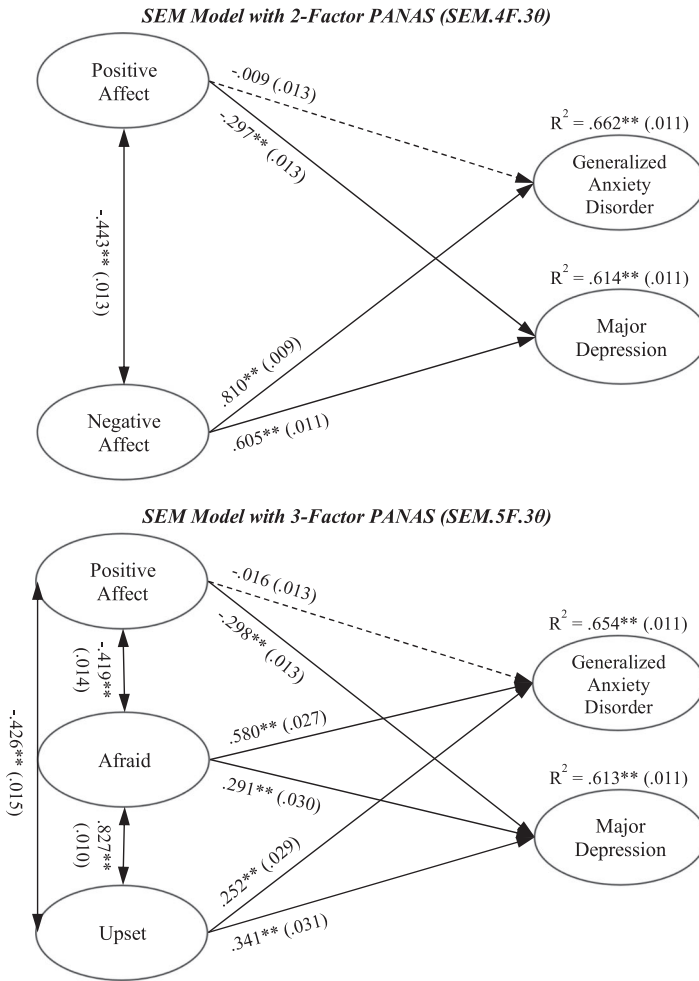 SEM Model with 2-Factor PANAS (SEM.4F.30)
Positive
Affect
-.009 (.013)
-.297** (.013)
R² = .662** (.011)
Generalized
Anxiety
Disorder
-.443**
(.013)
R² = .614** (.011)
Major
Depression
.810** (.009)
.605** (.011)
Negative
Affect
SEM Model with 3-Factor PANAS (SEM.5F.30)
Positive
Affect
-.016 (.013)
-.298** (.013)
R² = .654** (.011)
Generalized
Anxiety
Disorder
-.419**
(.014)
-.426**
(.015)
Afraid
.580** (.027)
.291** (.030)
R² = .613** (.011)
Major
Depression
.827**
(.010)
.252** (.029)
.341** (.031)
Upset